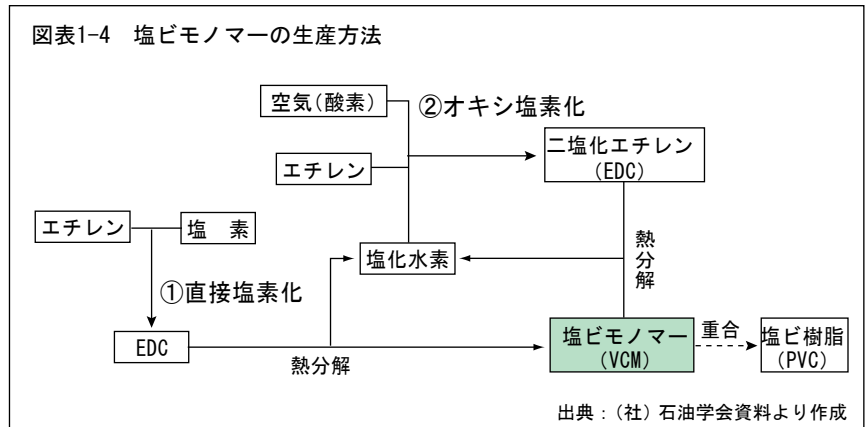 図表1-4 塩ビモノマーの生産方法
空気(酸素)
②オキシ塩素化
エチレン
二塩化エチレン
(EDC)
エチレン
塩 素
塩化水素
熱分解
①直接塩素化
EDC
熱分解
塩ビモノマー
(VCM)
重合
塩ビ樹脂
(PVC)
出典:(社)石油学会資料より作成